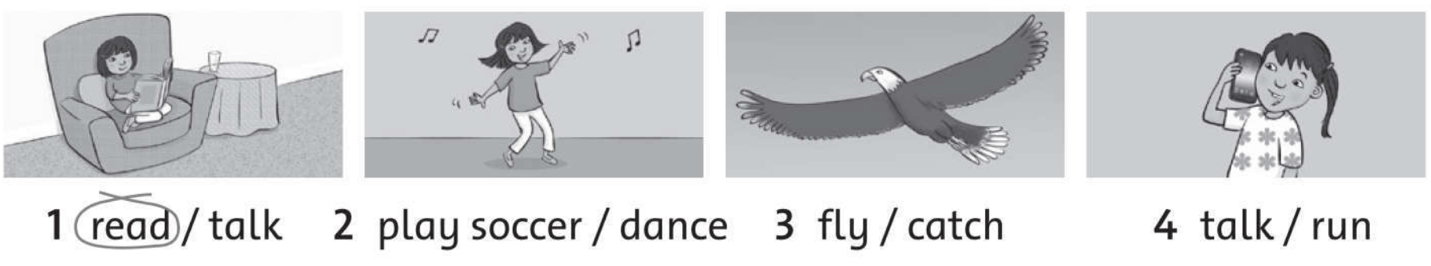 1 read / talk 2 play soccer / dance 3 fly / catch 4 talk / run